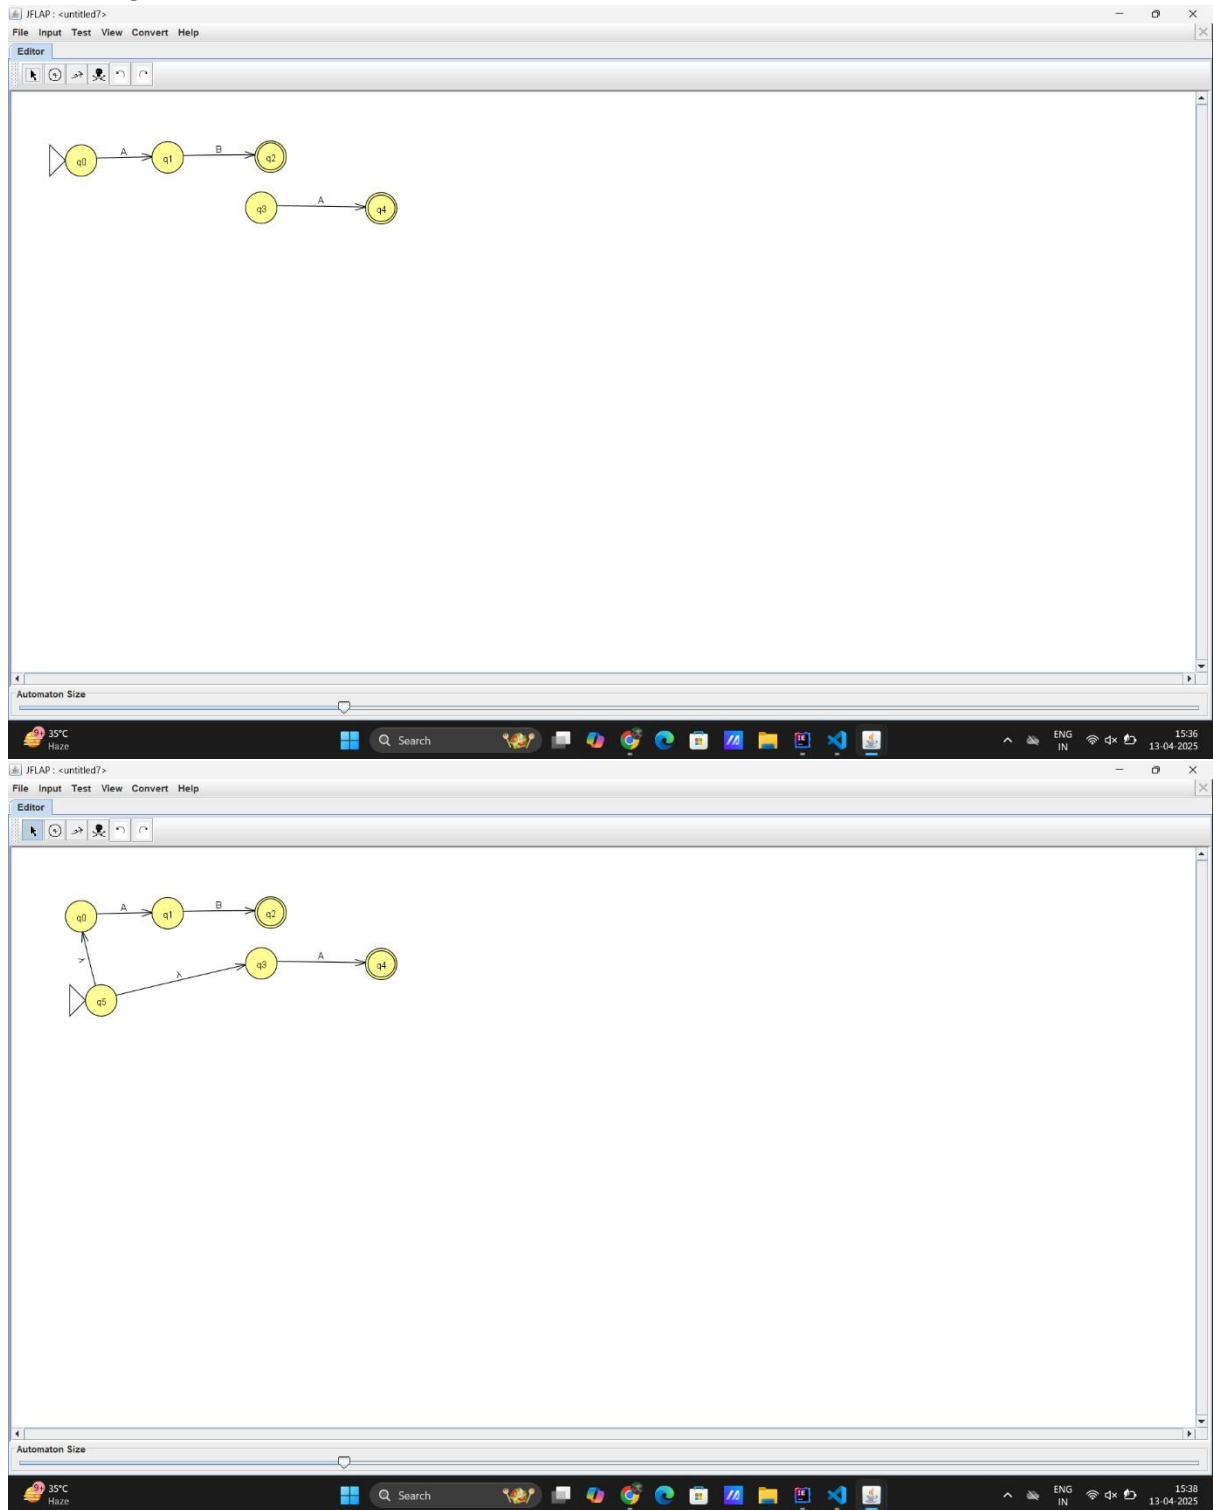 JFLAP : <untitled7>
File Input Test View Convert Help
Editor
A
B
q0
q1
q2
A
q3
q4
Automaton Size
9+
35°C
Haze
Search
ENG
IN
15:36
13-04-2025
JFLAP : <untitled7>
File Input Test View Convert Help
Editor
A
B
q0
q1
q2
A
λ
q3
q4
λ
q5
Automaton Size
9+
35°C
Haze
Search
ENG
IN
15:38
13-04-2025